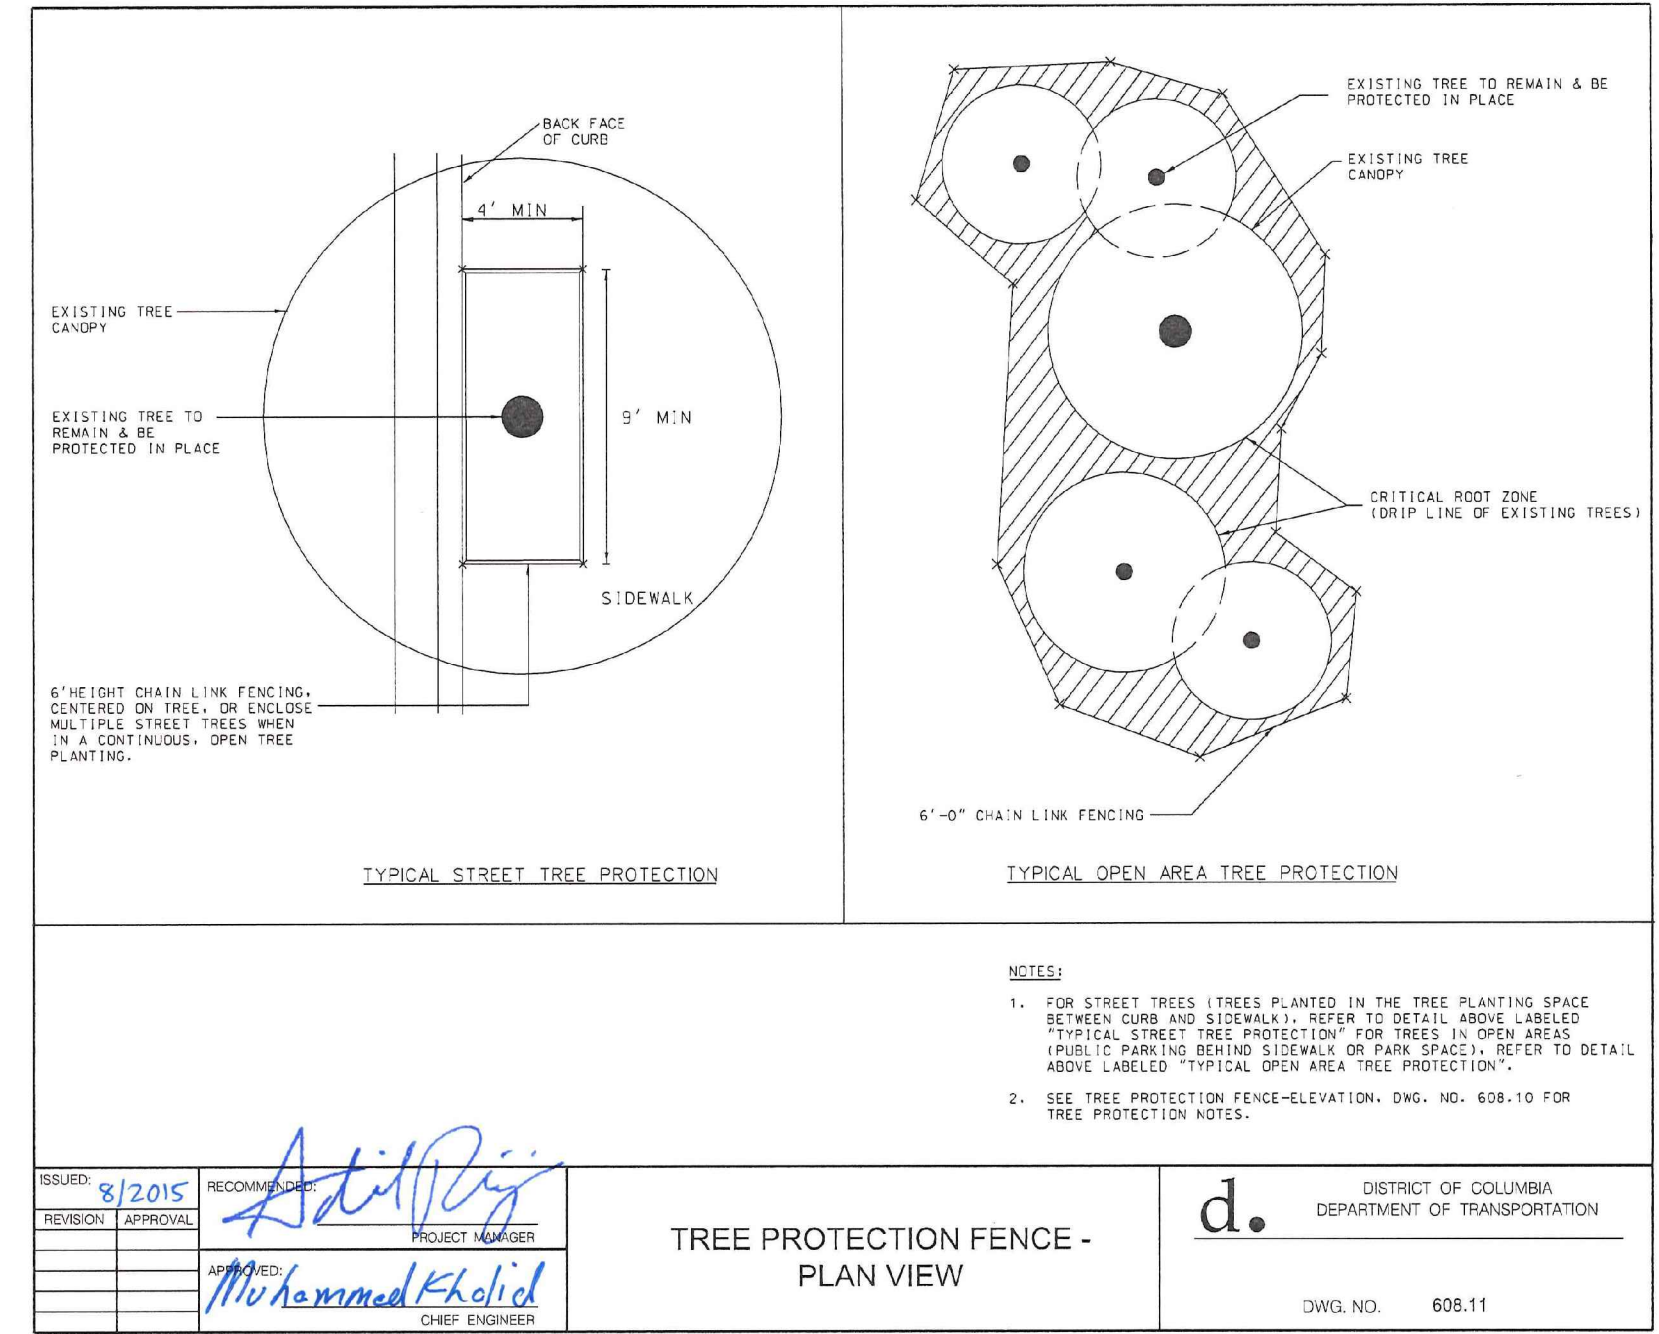 BACK FACE
OF CURB
4' MIN
EXISTING TREE
CANOPY
EXISTING TREE TO
REMAIN & BE
PROTECTED IN PLACE
9' MIN
SIDEWALK
6'HEIGHT CHAIN LINK FENCING,
CENTERED ON TREE, OR ENCLOSE
MULTIPLE STREET TREES WHEN
IN A CONTINUOUS, OPEN TREE
PLANTING.
TYPICAL STREET TREE PROTECTION
EXISTING TREE TO REMAIN & BE
PROTECTED IN PLACE
EXISTING TREE
CANOPY
CRITICAL ROOT ZONE
(DRIP LINE OF EXISTING TREES)
6'-0" CHAIN LINK FENCING
TYPICAL OPEN AREA TREE PROTECTION
NOTES:
1. FOR STREET TREES (TREES PLANTED IN THE TREE PLANTING SPACE
BETWEEN CURB AND SIDEWALK), REFER TO DETAIL ABOVE LABELED
"TYPICAL STREET TREE PROTECTION" FOR TREES IN OPEN AREAS
(PUBLIC PARKING BEHIND SIDEWALK OR PARK SPACE), REFER TO DETAIL
ABOVE LABELED "TYPICAL OPEN AREA TREE PROTECTION".
2. SEE TREE PROTECTION FENCE-ELEVATION, DWG. NO. 608.10 FOR
TREE PROTECTION NOTES.
ISSUED: 8/2015
REVISION APPROVAL
RECOMMENDED:
PROJECT MANAGER
APPROVED:
Muhammed Khalid
CHIEF ENGINEER
TREE PROTECTION FENCE -
PLAN VIEW
d.
DISTRICT OF COLUMBIA
DEPARTMENT OF TRANSPORTATION
DWG. NO. 608.11